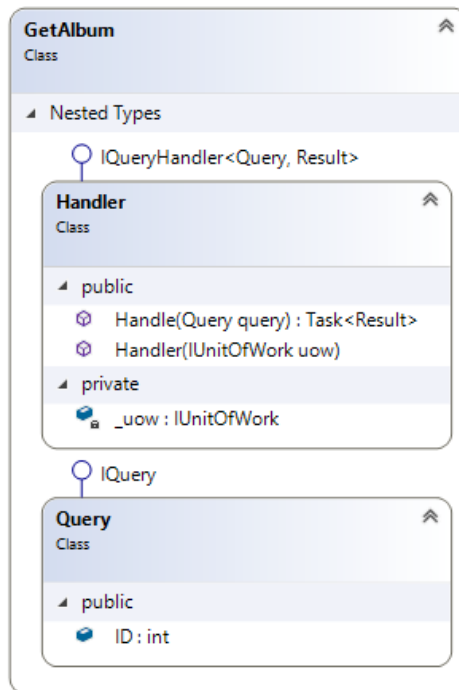 GetAlbum
Class
Nested Types
IQueryHandler<Query, Result>
Handler
Class
public
Handle(Query query) : Task<Result>
Handler(IUnitOfWork uow)
private
_uow : IUnitOfWork
IQuery
Query
Class
public
ID : int